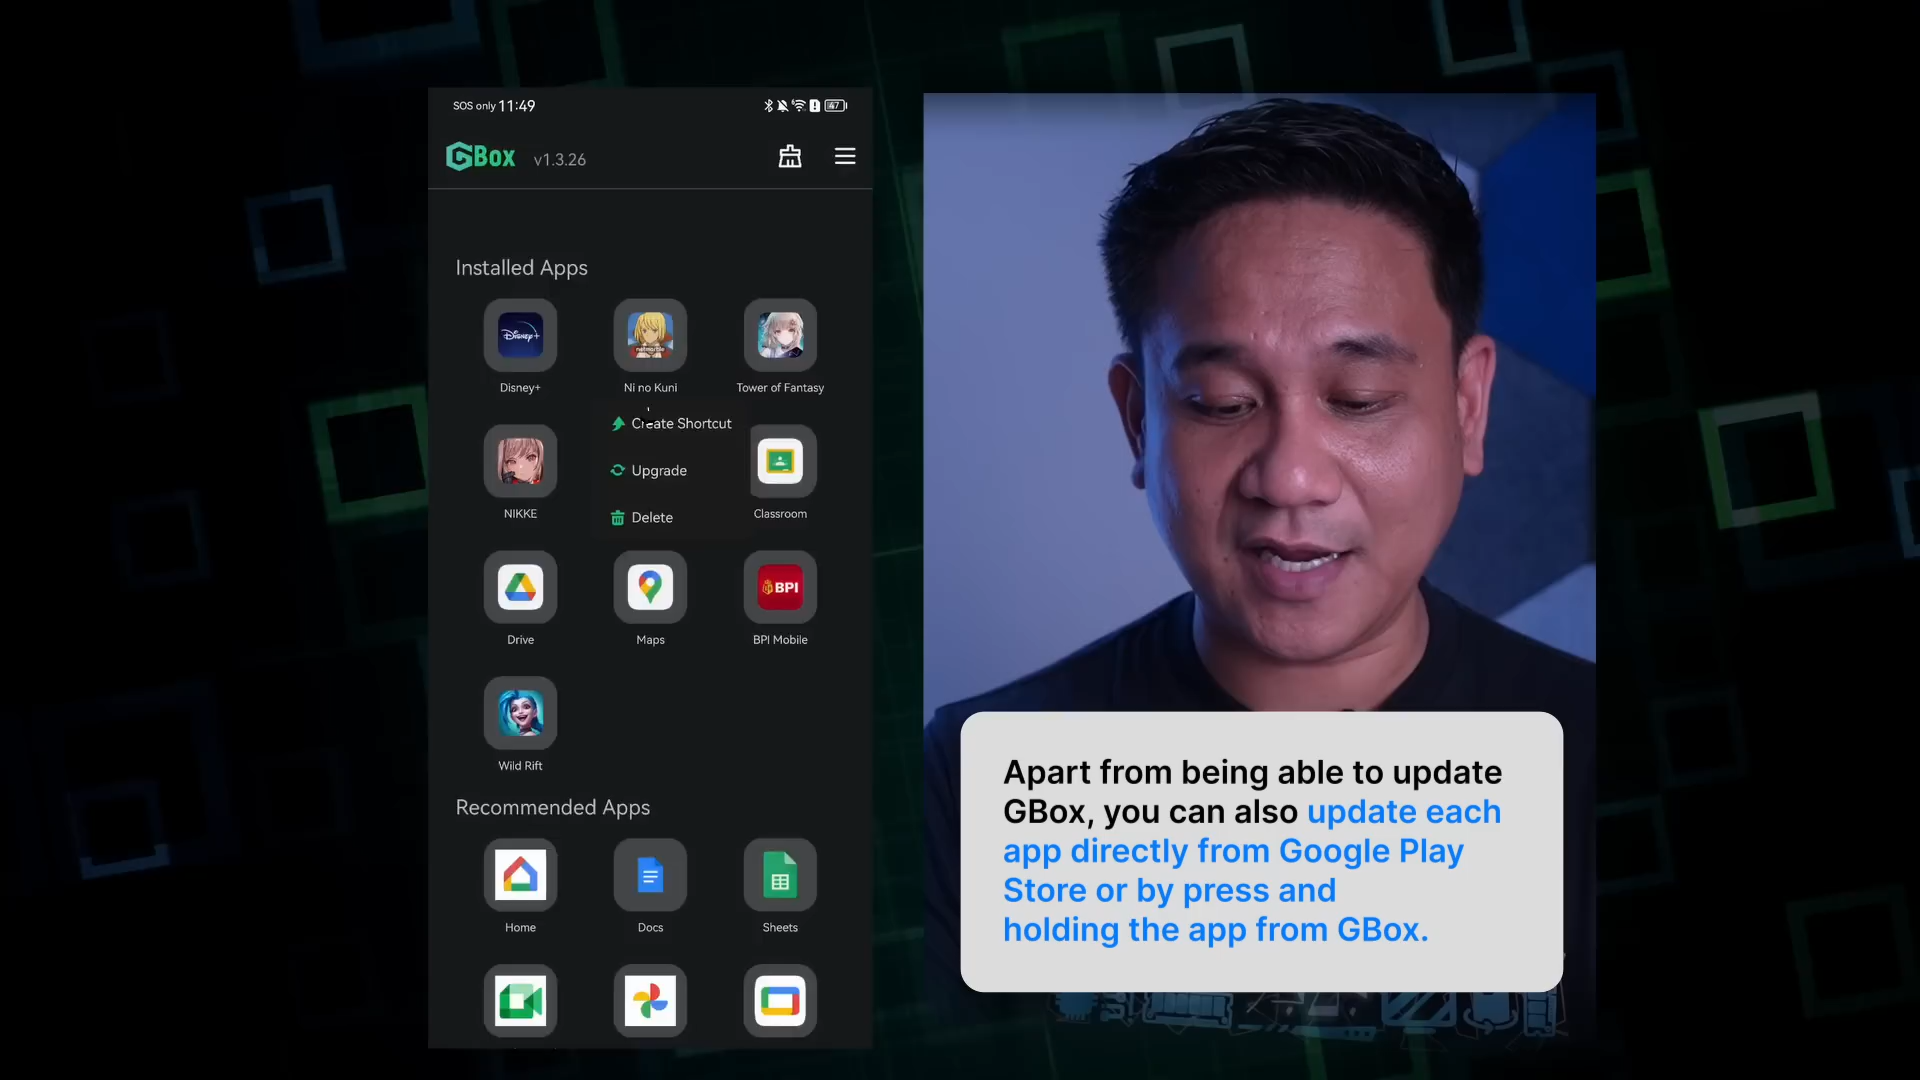 SOS only 11:49
47
GBox v1.3.26
Installed Apps
Disney+
netmarble
Disney+
Ni no Kuni
Tower of Fantasy
Create Shortcut
Upgrade
Delete
NIKKE
Classroom
BPI
Drive
Maps
BPI Mobile
Wild Rift
Recommended Apps
Home
Docs
Sheets
Apart from being able to update
GBox, you can also update each
app directly from Google Play
Store or by press and
holding the app from GBox.